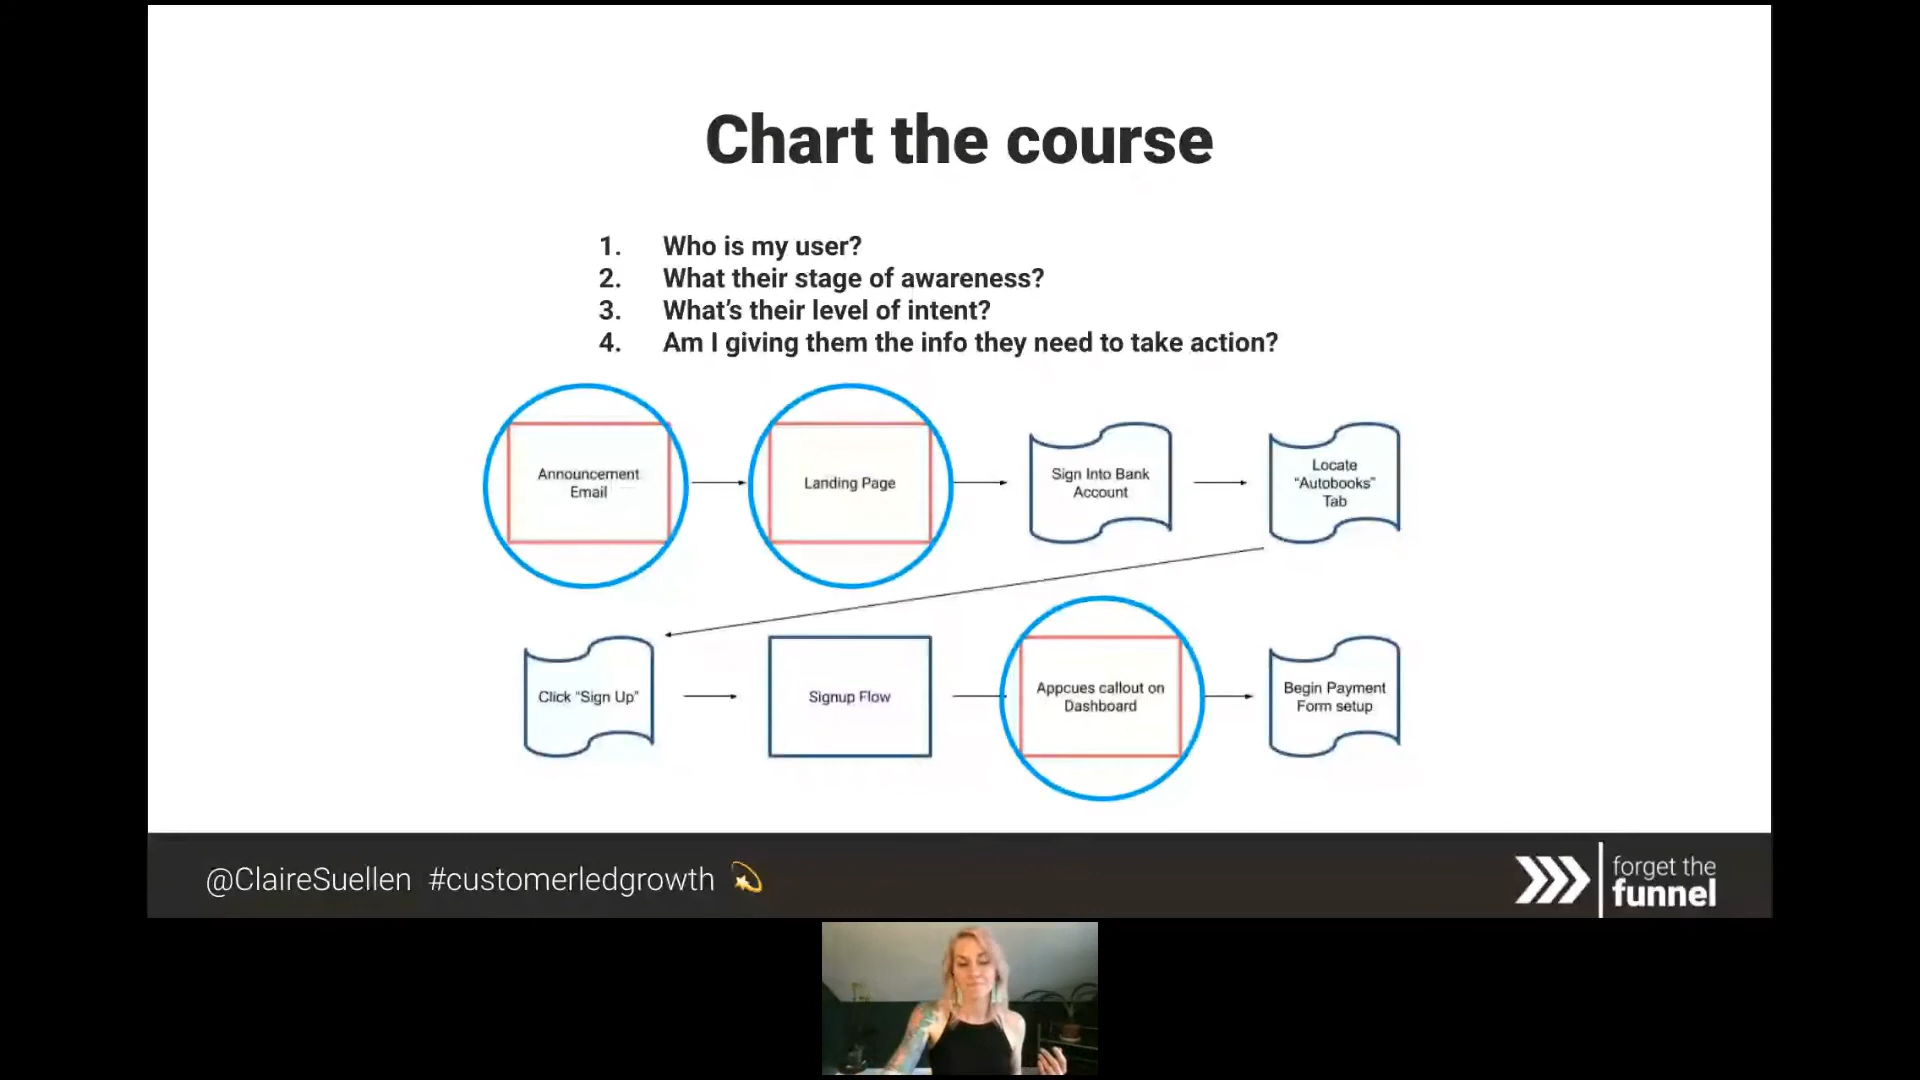 Chart the course
1. Who is my user?
2. What their stage of awareness?
3. What’s their level of intent?
4. Am I giving them the info they need to take action?
Announcement
Email
Landing Page
Sign Into Bank
Account
Locate
“Autobooks”
Tab
Click “Sign Up”
Signup Flow
Appcues callout on
Dashboard
Begin Payment
Form setup
@ClaireSuellen #customerledgrowth 💫
forget the
funnel